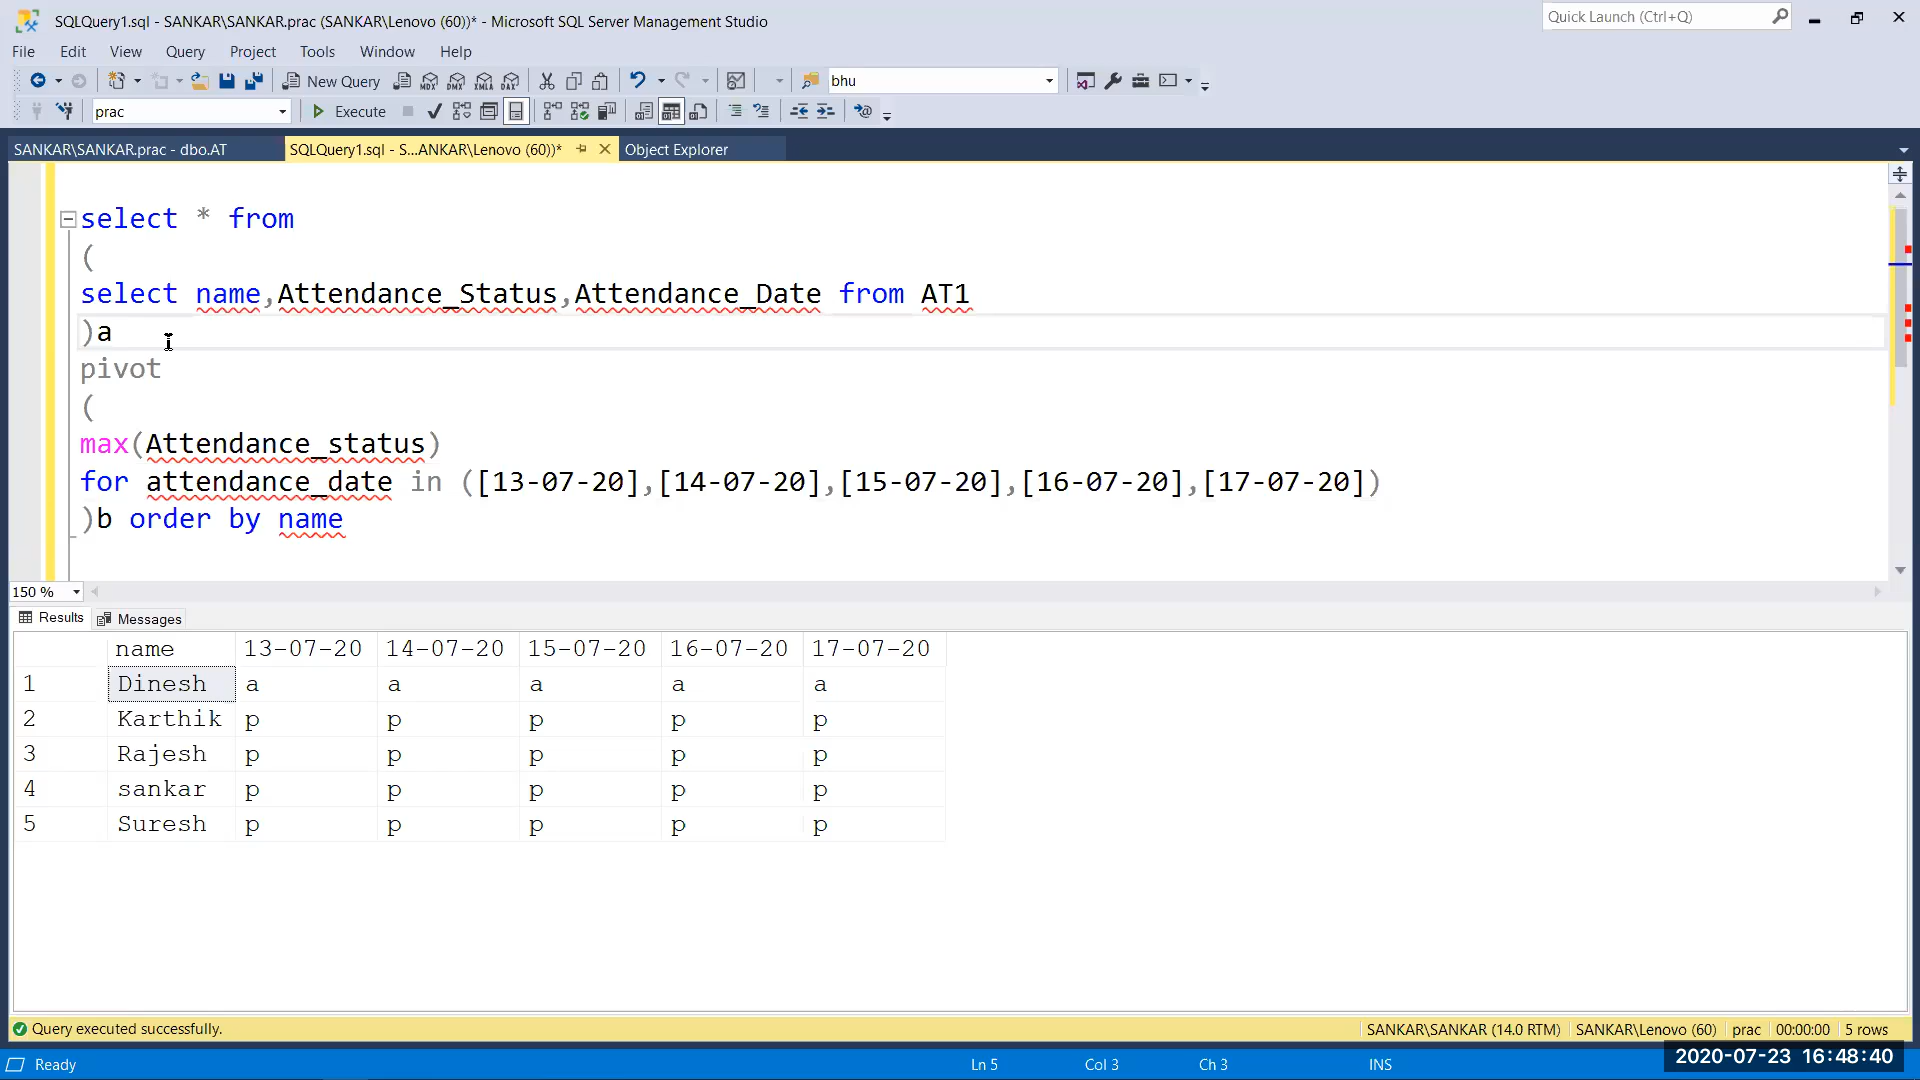 SQLQuery1.sql - SANKAR\SANKAR.prac (SANKAR\Lenovo (60))* - Microsoft SQL Server Management Studio
Quick Launch (Ctrl+Q)
File Edit View Query Project Tools Window Help
New Query MDX DMX XMLA DAX bhu
prac Execute
SANKAR\SANKAR.prac - dbo.AT SQLQuery1.sql - S...ANKAR\Lenovo (60))* Object Explorer
select * from
(
select name,Attendance_Status,Attendance_Date from AT1
)a
pivot
(
max(Attendance_status)
for attendance_date in ([13-07-20],[14-07-20],[15-07-20],[16-07-20],[17-07-20])
)b order by name
150 %
Results Messages
name 13-07-20 14-07-20 15-07-20 16-07-20 17-07-20
1 Dinesh a a a a a
2 Karthik p p p p p
3 Rajesh p p p p p
4 sankar p p p p p
5 Suresh p p p p p
Query executed successfully. SANKAR\SANKAR (14.0 RTM) SANKAR\Lenovo (60) prac 00:00:00 5 rows
Ready Ln 5 Col 3 Ch 3 INS
2020-07-23 16:48:40